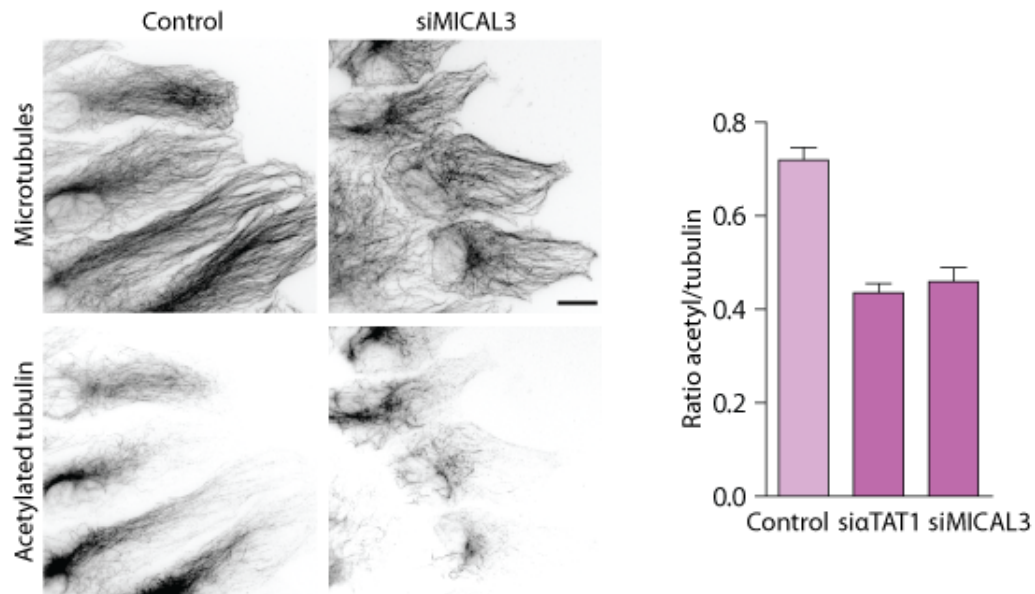 Control
siMICAL3
Microtubules
Acetylated tubulin
Ratio acetyl/tubulin
0.8
0.6
0.4
0.2
0.0
Control siαTAT1 siMICAL3